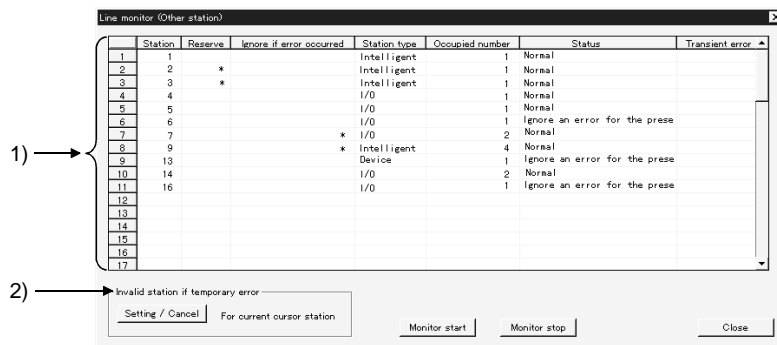 Line monitor (Other station)
Station Reserve Ignore if error occurred Station type Occupied number Status Transient error
1 1 Intelligent 1 Normal
2 2 * Intelligent 1 Normal
3 3 * Intelligent 1 Normal
4 4 I/O 1 Normal
5 5 I/O 1 Normal
6 6 I/O 1 Ignore an error for the prese
7 7 * I/O 2 Normal
8 9 * Intelligent 4 Normal
9 13 Device 1 Ignore an error for the prese
10 14 I/O 2 Normal
11 16 I/O 1 Ignore an error for the prese
12
13
14
15
16
17
1)
2)
Invalid station if temporary error
Setting / Cancel For current cursor station
Monitor start Monitor stop Close